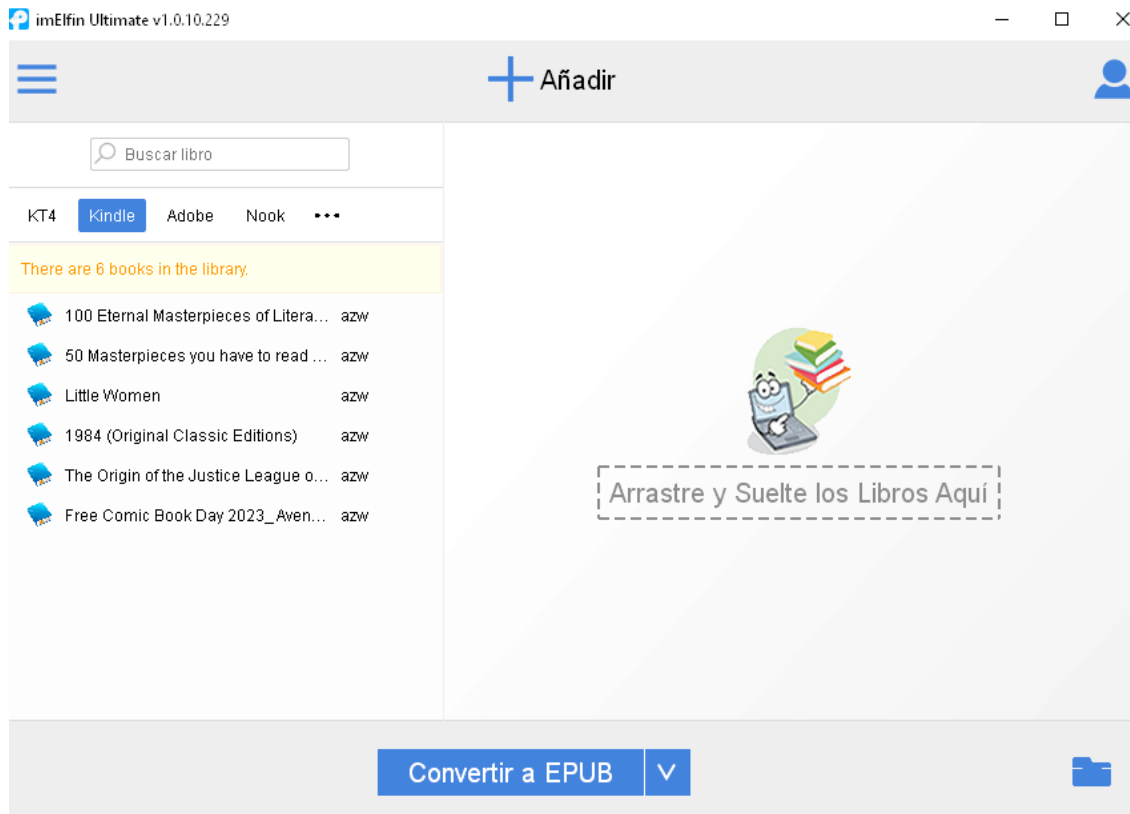 imElfin Ultimate v1.0.10.229
Añadir
Buscar libro
KT4 Kindle Adobe Nook •••
There are 6 books in the library.
100 Eternal Masterpieces of Litera... azw
50 Masterpieces you have to read ... azw
Little Women azw
1984 (Original Classic Editions) azw
The Origin of the Justice League o... azw
Free Comic Book Day 2023_Aven... azw
Arrastre y Suelte los Libros Aquí
Convertir a EPUB